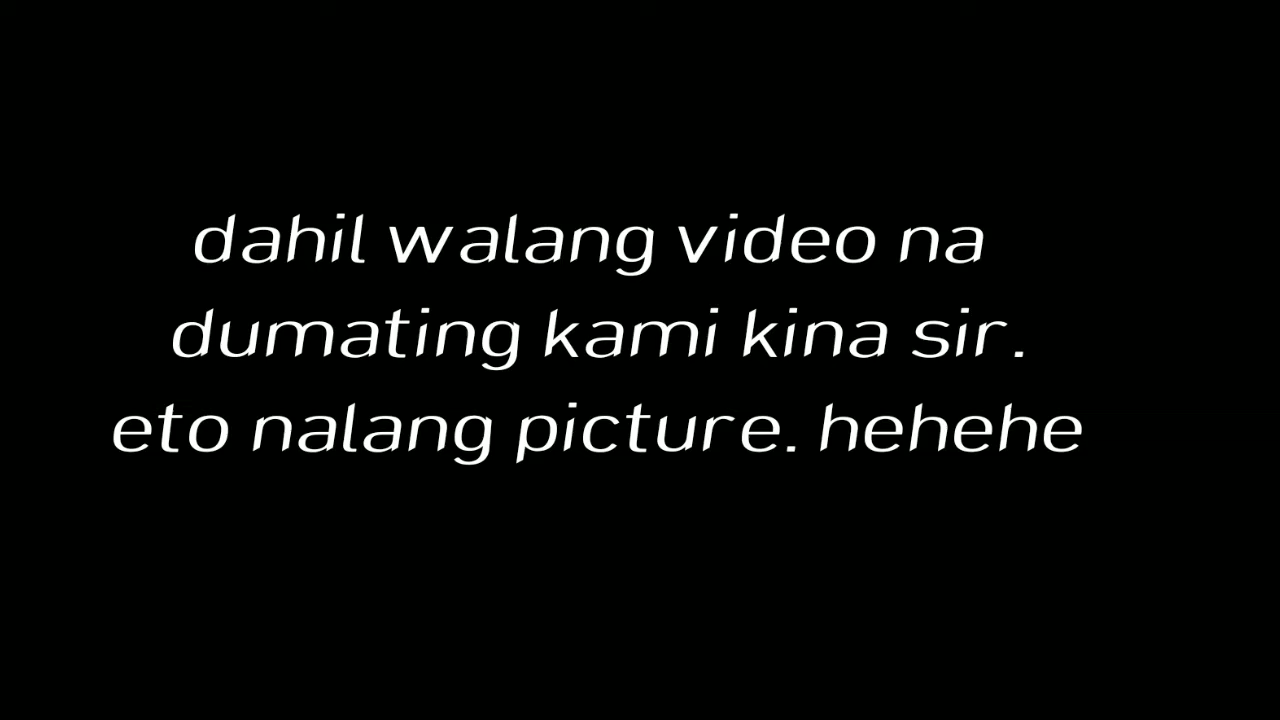 dahil walang video na
dumating kami kina sir.
eto nalang picture. hehehe